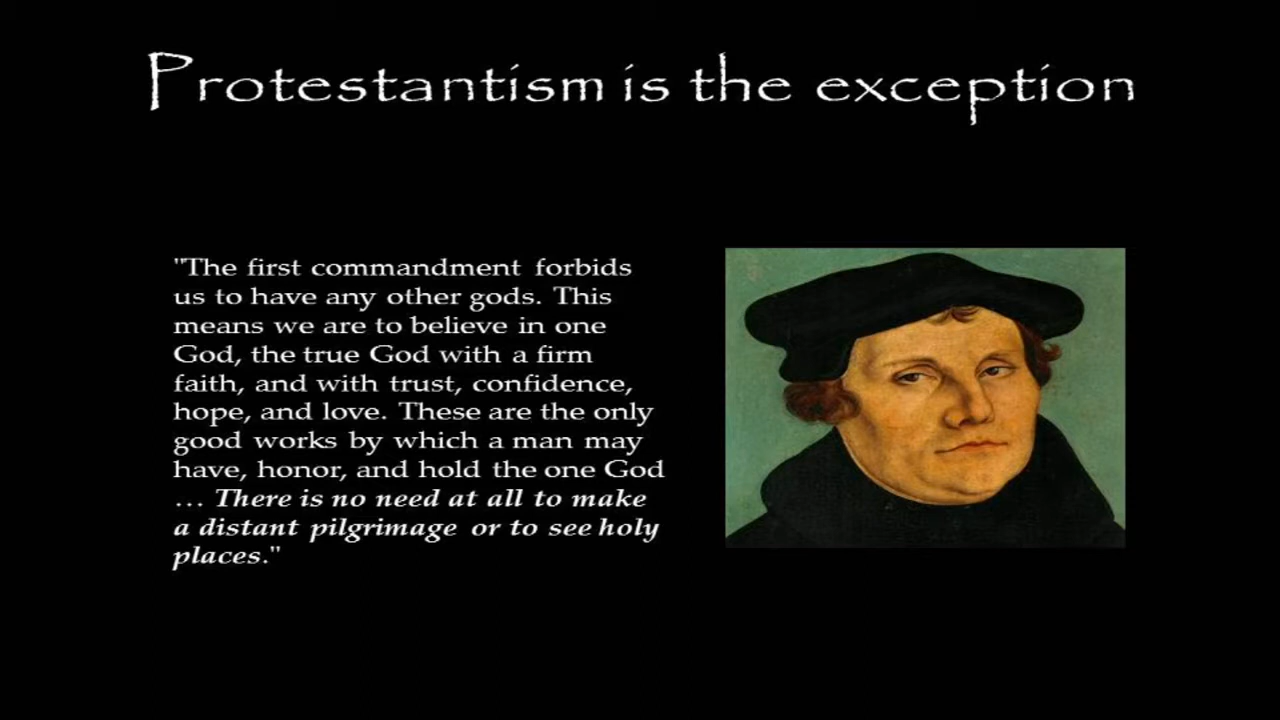 Protestantism is the exception
"The first commandment forbids
us to have any other gods. This
means we are to believe in one
God, the true God with a firm
faith, and with trust, confidence,
hope, and love. These are the only
good works by which a man may
have, honor, and hold the one God
… There is no need at all to make
a distant pilgrimage or to see holy
places."